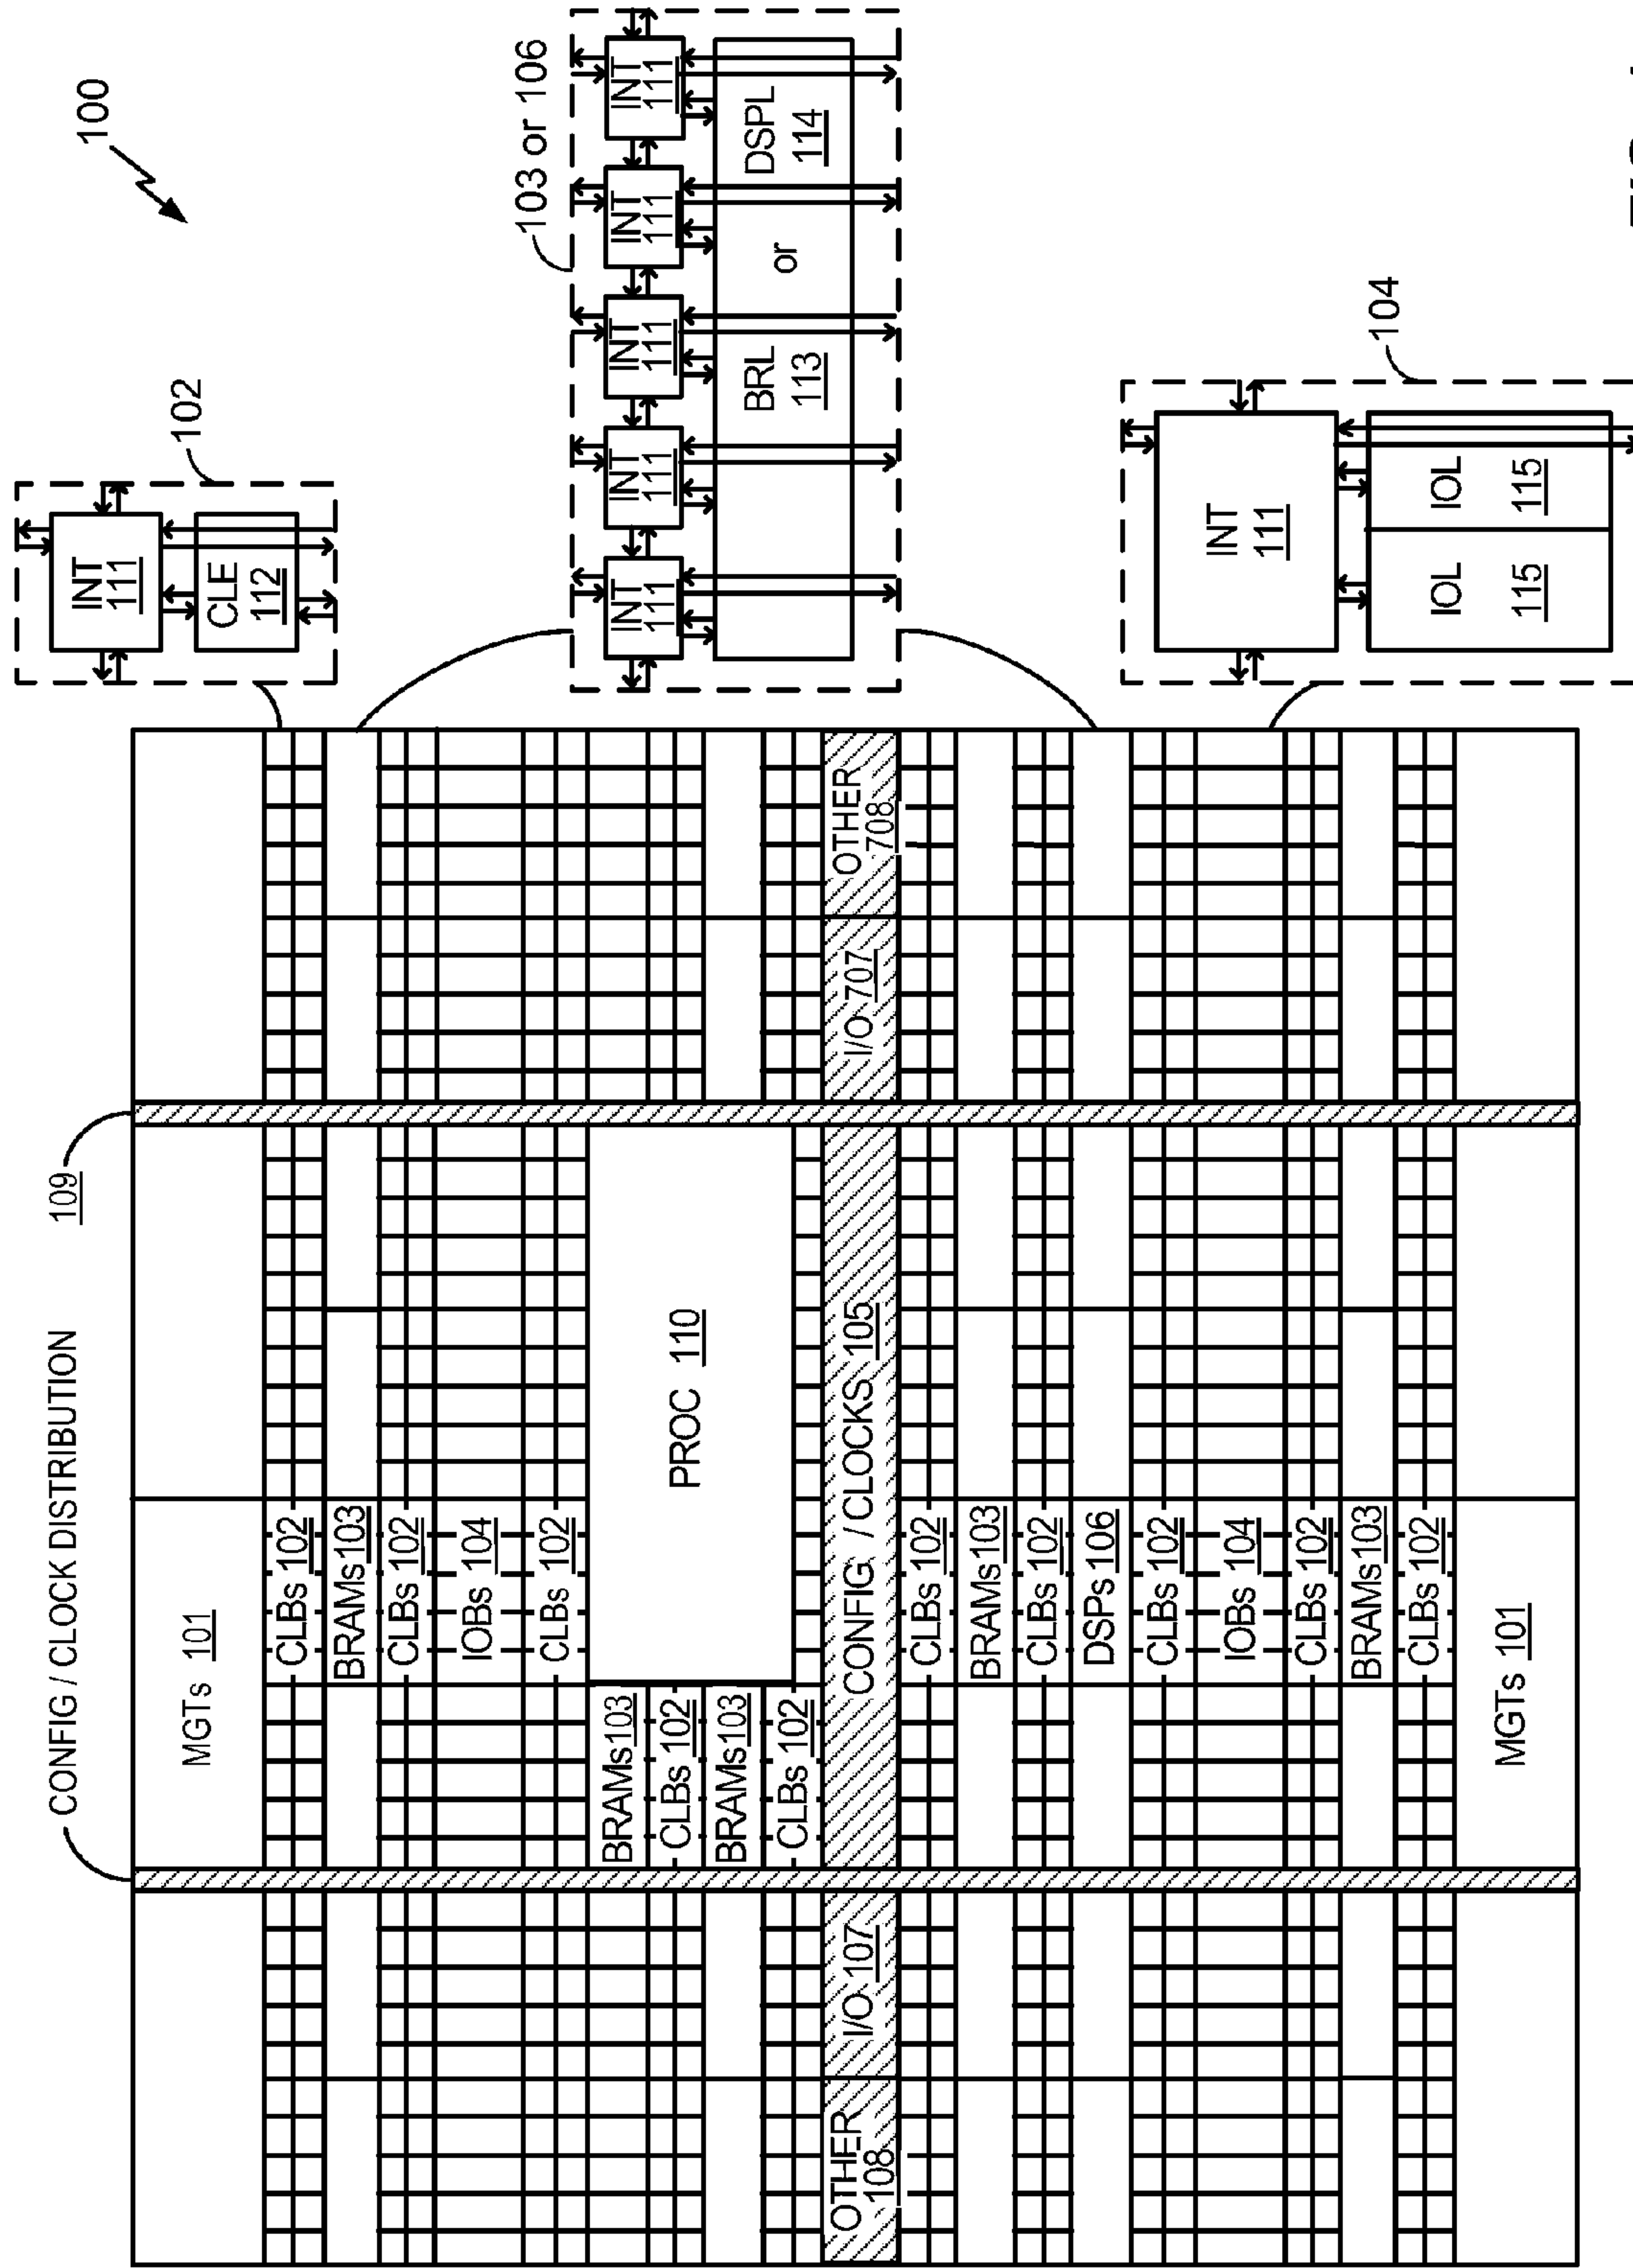 100
CONFIG / CLOCK DISTRIBUTION
109
MGTs 101
CLBs 102
BRAMs 103
CLBs 102
IOBs 104
CLBs 102
BRAMs 103
CLBs 102
BRAMs 103
CLBs 102
PROC 110
OTHER
108
I/O 107
CONFIG / CLOCKS 105
I/O 707
OTHER
708
CLBs 102
BRAMs 103
CLBs 102
DSPs 106
CLBs 102
IOBs 104
CLBs 102
BRAMs 103
CLBs 102
MGTs 101
102
INT
111
CLE
112
103 or 106
INT
111
INT
111
INT
111
INT
111
INT
111
BRL
113
or
DSPL
114
104
INT
111
IOL
115
IOL
115